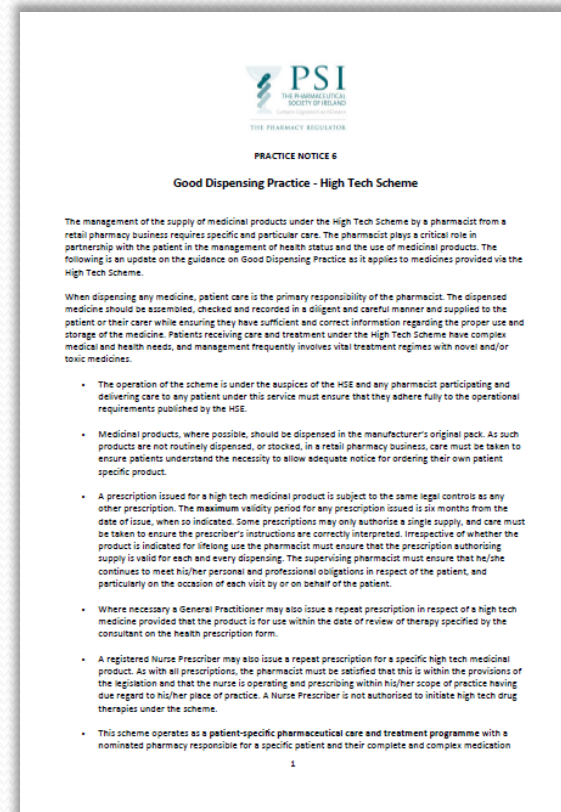 PSI
THE PHARMACEUTICAL
SOCIETY OF IRELAND
THE PHARMACY REGULATOR
PRACTICE NOTICE 6
Good Dispensing Practice - High Tech Scheme
The management of the supply of medicinal products under the High Tech Scheme by a pharmacist from a
retail pharmacy business requires specific and particular care. The pharmacist plays a critical role in
partnership with the patient in the management of health status and the use of medicinal products. The
following is an update on the guidance on Good Dispensing Practice as it applies to medicines provided via the
High Tech Scheme.
When dispensing any medicine, patient care is the primary responsibility of the pharmacist. The dispensed
medicine should be assembled, checked and recorded in a diligent and careful manner and supplied to the
patient or their carer while ensuring they have sufficient and correct information regarding the proper use and
storage of the medicine. Patients receiving care and treatment under the High Tech Scheme have complex
medical and health needs, and management frequently involves vital treatment regimes with novel and/or
toxic medicines.
• The operation of the scheme is under the auspices of the HSE and any pharmacist participating and
delivering care to any patient under this service must ensure that they adhere fully to the operational
requirements published by the HSE.
• Medicinal products, where possible, should be dispensed in the manufacturer's original pack. As such
products are not routinely dispensed, or stocked, in a retail pharmacy business, care must be taken to
ensure patients understand the necessity to allow adequate notice for ordering their own patient
specific product.
• A prescription issued for a high tech medicinal product is subject to the same legal controls as any
other prescription. The maximum validity period for any prescription issued is six months from the
date of issue, when so indicated. Some prescriptions may only authorise a single supply, and care must
be taken to ensure the prescriber's instructions are correctly interpreted. Irrespective of whether the
product is indicated for lifelong use the pharmacist must ensure that the prescription authorising
supply is valid for each and every dispensing. The supervising pharmacist must ensure that he/she
continues to meet his/her personal and professional obligations in respect of the patient, and
particularly on the occasion of each visit by or on behalf of the patient.
• Where necessary a General Practitioner may also issue a repeat prescription in respect of a high tech
medicine provided that the product is for use within the date of review of therapy specified by the
consultant on the health prescription form.
• A registered Nurse Prescriber may also issue a repeat prescription for a specific high tech medicinal
product. As with all prescriptions, the pharmacist must be satisfied that this is within the provisions of
the legislation and that the nurse is operating and prescribing within his/her scope of practice having
due regard to his/her place of practice. A Nurse Prescriber is not authorised to initiate high tech drug
therapies under the scheme.
• This scheme operates as a patient-specific pharmaceutical care and treatment programme with a
nominated pharmacy responsible for a specific patient and their complete and complex medication
1